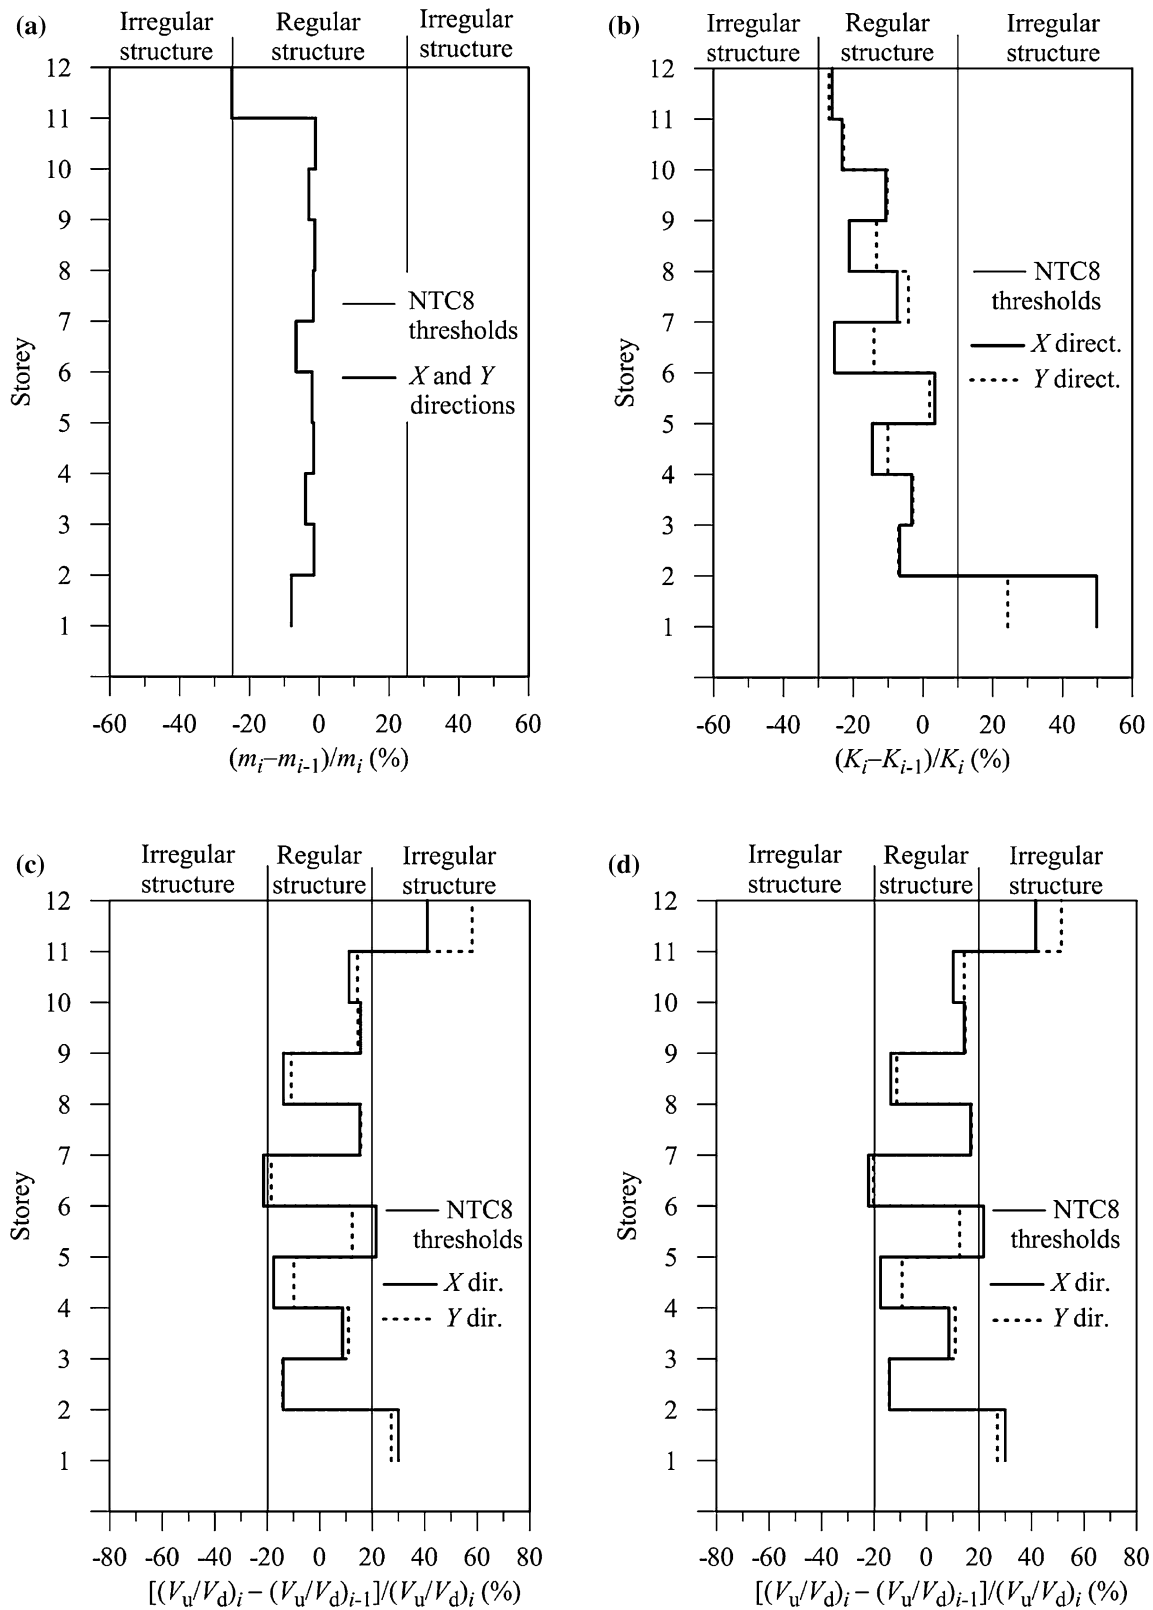 (a)
Irregular structure
Regular structure
Irregular structure
12
11
10
9
8
7
6
5
4
3
2
1
Storey
NTC8 thresholds
X and Y directions
-60 -40 -20 0 20 40 60
(mi–mi-1)/mi (%)
(b)
Irregular structure
Regular structure
Irregular structure
12
11
10
9
8
7
6
5
4
3
2
1
Storey
NTC8 thresholds
X direct.
Y direct.
-60 -40 -20 0 20 40 60
(Ki–Ki-1)/Ki (%)
(c)
Irregular structure
Regular structure
Irregular structure
12
11
10
9
8
7
6
5
4
3
2
1
Storey
NTC8 thresholds
X dir.
Y dir.
-80 -60 -40 -20 0 20 40 60 80
[(Vu/Vd)i – (Vu/Vd)i-1]/(Vu/Vd)i (%)
(d)
Irregular structure
Regular structure
Irregular structure
12
11
10
9
8
7
6
5
4
3
2
1
Storey
NTC8 thresholds
X dir.
Y dir.
-80 -60 -40 -20 0 20 40 60 80
[(Vu/Vd)i – (Vu/Vd)i-1]/(Vu/Vd)i (%)